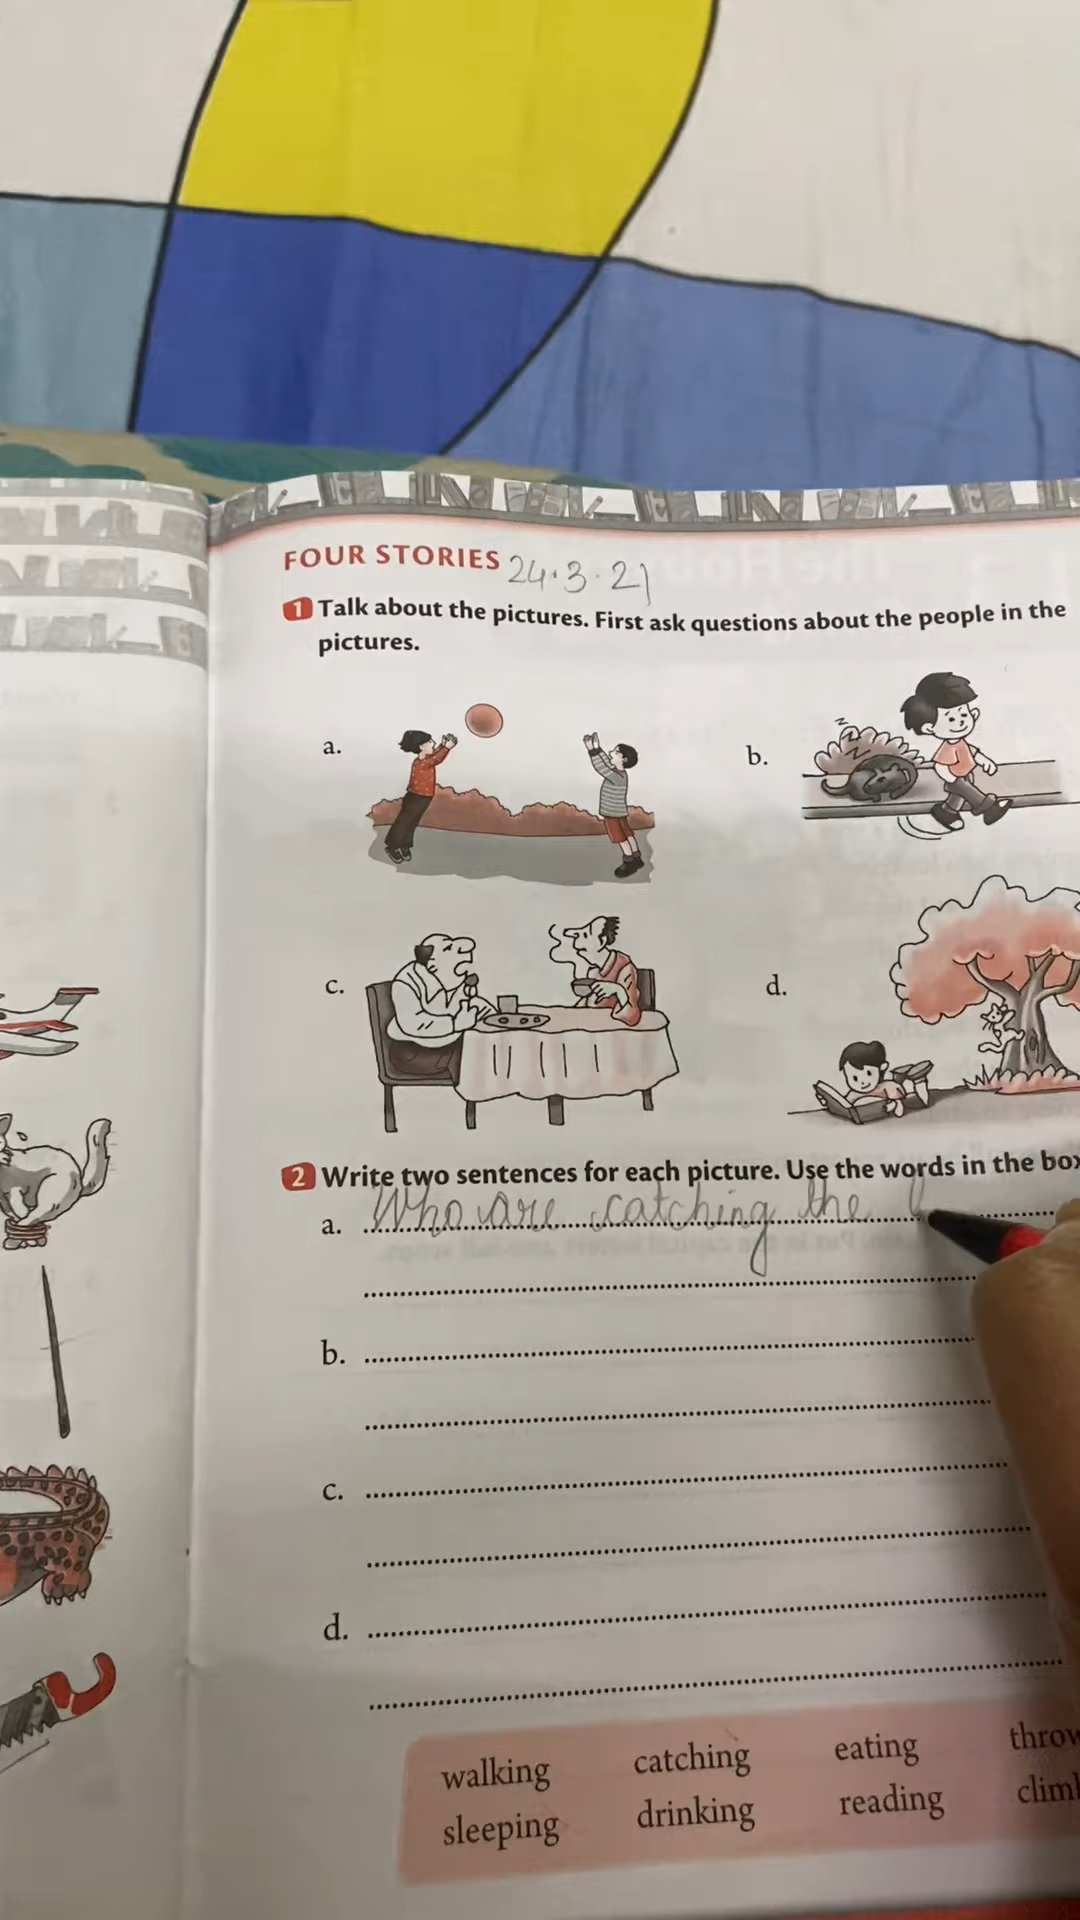 FOUR STORIES 24.3.21
1 Talk about the pictures. First ask questions about the people in the
pictures.
a.
b.
z z z
c.
d.
2 Write two sentences for each picture. Use the words in the box
a. Who are catching the
b.
c.
d.
walking catching eating
sleeping drinking reading